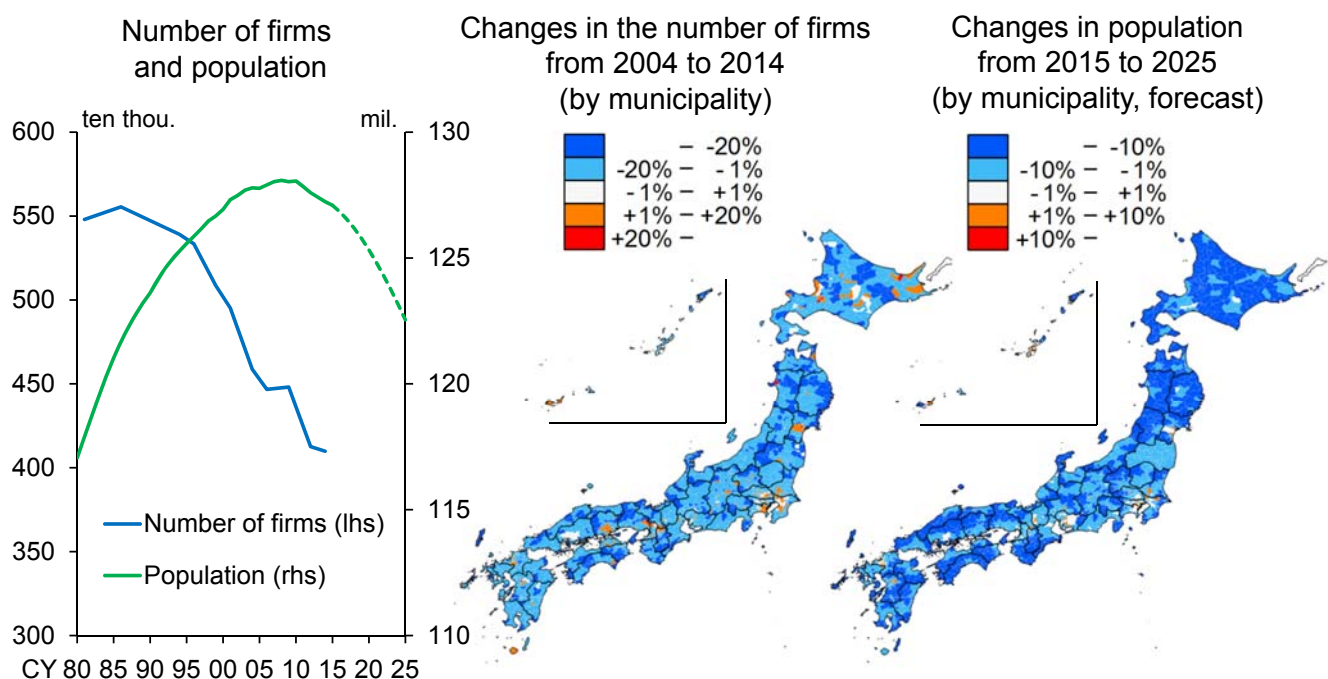 Number of firms
and population
ten thou.
mil.
600
550
500
450
400
350
300
130
125
120
115
110
Number of firms (lhs)
Population (rhs)
CY 80 85 90 95 00 05 10 15 20 25
Changes in the number of firms
from 2004 to 2014
(by municipality)
– -20%
-20% – -1%
-1% – +1%
+1% – +20%
+20% –
Changes in population
from 2015 to 2025
(by municipality, forecast)
– -10%
-10% – -1%
-1% – +1%
+1% – +10%
+10% –